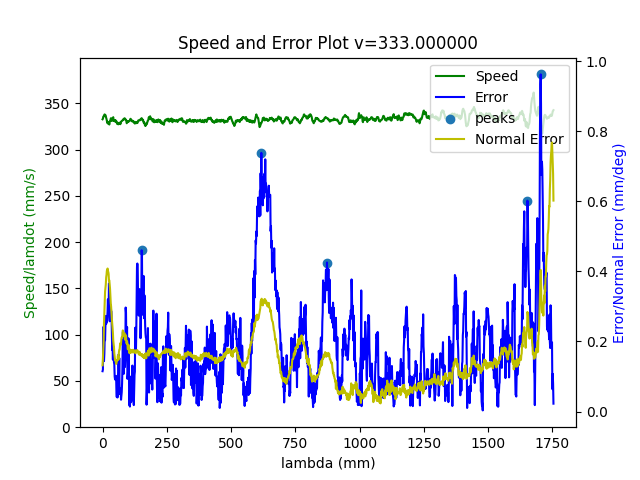 Speed and Error Plot v=333.000000
Speed
Error
peaks
Normal Error
Speed/lamdot (mm/s)
0
50
100
150
200
250
300
350
0.0
0.2
0.4
0.6
0.8
1.0
Error/Normal Error (mm/deg)
0 250 500 750 1000 1250 1500 1750
lambda (mm)